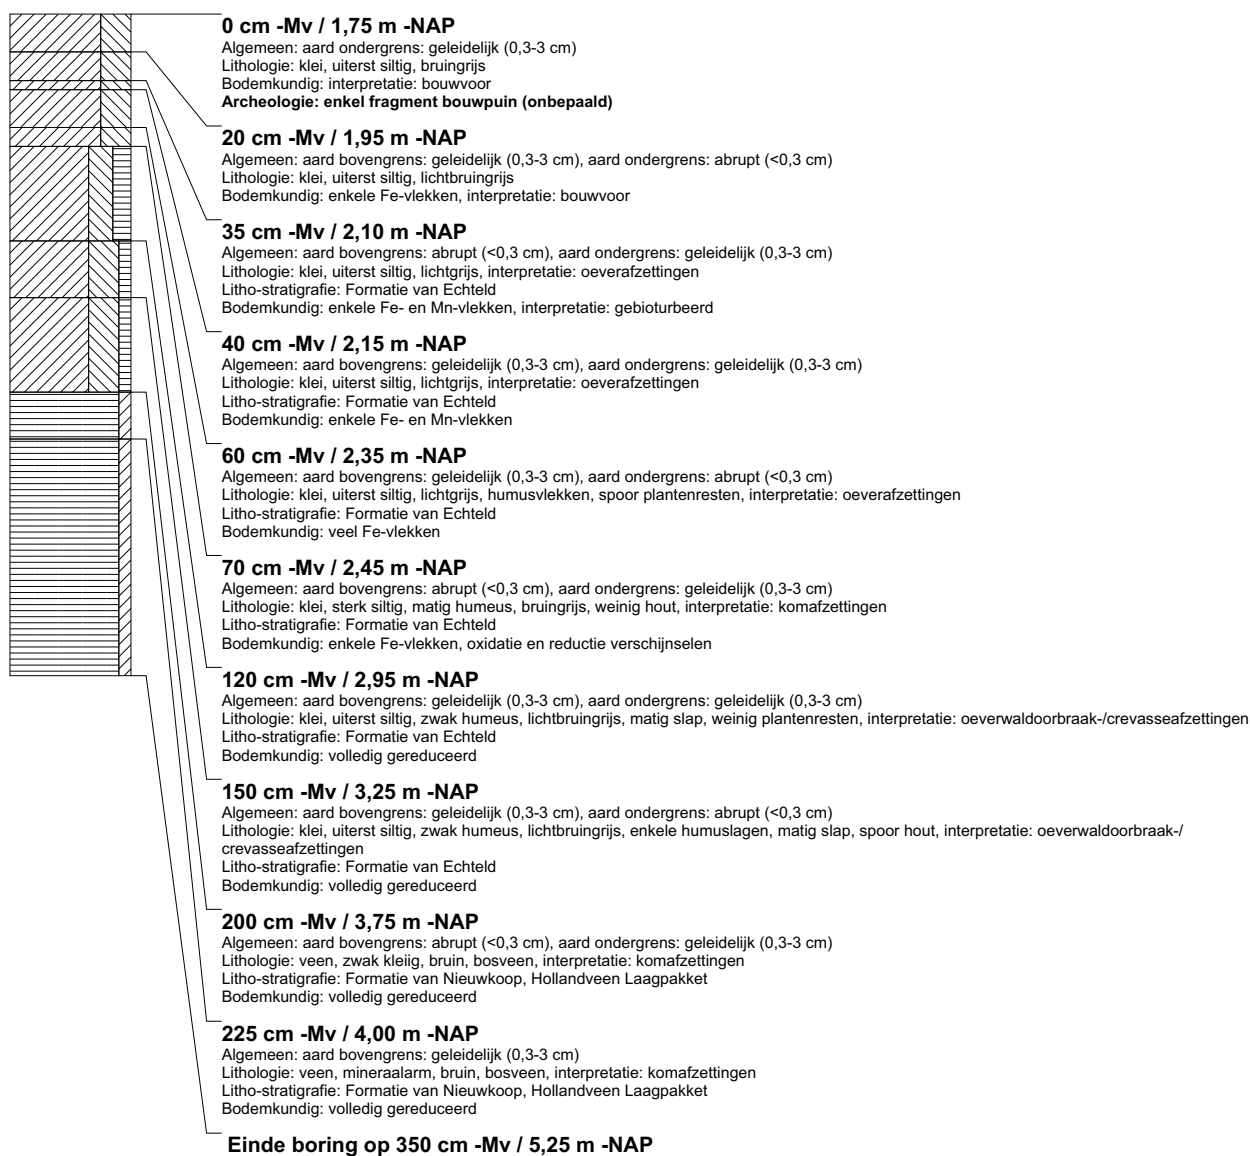 0 cm -Mv / 1,75 m -NAP
Algemeen: aard ondergrens: geleidelijk (0,3-3 cm)
Lithologie: klei, uiterst siltig, bruingrijs
Bodemkundig: interpretatie: bouwvoor
Archeologie: enkel fragment bouwpuin (onbepaald)
20 cm -Mv / 1,95 m -NAP
Algemeen: aard bovengrens: geleidelijk (0,3-3 cm), aard ondergrens: abrupt (<0,3 cm)
Lithologie: klei, uiterst siltig, lichtbruingrijs
Bodemkundig: enkele Fe-vlekken, interpretatie: bouwvoor
35 cm -Mv / 2,10 m -NAP
Algemeen: aard bovengrens: abrupt (<0,3 cm), aard ondergrens: geleidelijk (0,3-3 cm)
Lithologie: klei, uiterst siltig, lichtgrijs, interpretatie: oeverafzettingen
Litho-stratigrafie: Formatie van Echteld
Bodemkundig: enkele Fe- en Mn-vlekken, interpretatie: gebioturbeerd
40 cm -Mv / 2,15 m -NAP
Algemeen: aard bovengrens: geleidelijk (0,3-3 cm), aard ondergrens: geleidelijk (0,3-3 cm)
Lithologie: klei, uiterst siltig, lichtgrijs, interpretatie: oeverafzettingen
Litho-stratigrafie: Formatie van Echteld
Bodemkundig: enkele Fe- en Mn-vlekken
60 cm -Mv / 2,35 m -NAP
Algemeen: aard bovengrens: geleidelijk (0,3-3 cm), aard ondergrens: abrupt (<0,3 cm)
Lithologie: klei, uiterst siltig, lichtgrijs, humusvlekken, spoor plantenresten, interpretatie: oeverafzettingen
Litho-stratigrafie: Formatie van Echteld
Bodemkundig: veel Fe-vlekken
70 cm -Mv / 2,45 m -NAP
Algemeen: aard bovengrens: abrupt (<0,3 cm), aard ondergrens: geleidelijk (0,3-3 cm)
Lithologie: klei, sterk siltig, matig humeus, bruingrijs, weinig hout, interpretatie: komafzettingen
Litho-stratigrafie: Formatie van Echteld
Bodemkundig: enkele Fe-vlekken, oxidatie en reductie verschijnselen
120 cm -Mv / 2,95 m -NAP
Algemeen: aard bovengrens: geleidelijk (0,3-3 cm), aard ondergrens: geleidelijk (0,3-3 cm)
Lithologie: klei, uiterst siltig, zwak humeus, lichtbruingrijs, matig slap, weinig plantenresten, interpretatie: oeverwaldoorbraak-/crevasseafzettingen
Litho-stratigrafie: Formatie van Echteld
Bodemkundig: volledig gereduceerd
150 cm -Mv / 3,25 m -NAP
Algemeen: aard bovengrens: geleidelijk (0,3-3 cm), aard ondergrens: abrupt (<0,3 cm)
Lithologie: klei, uiterst siltig, zwak humeus, lichtbruingrijs, enkele humuslagen, matig slap, spoor hout, interpretatie: oeverwaldoorbraak-/
crevasseafzettingen
Litho-stratigrafie: Formatie van Echteld
Bodemkundig: volledig gereduceerd
200 cm -Mv / 3,75 m -NAP
Algemeen: aard bovengrens: abrupt (<0,3 cm), aard ondergrens: geleidelijk (0,3-3 cm)
Lithologie: veen, zwak kleiig, bruin, bosveen, interpretatie: komafzettingen
Litho-stratigrafie: Formatie van Nieuwkoop, Hollandveen Laagpakket
Bodemkundig: volledig gereduceerd
225 cm -Mv / 4,00 m -NAP
Algemeen: aard bovengrens: geleidelijk (0,3-3 cm)
Lithologie: veen, mineraalarm, bruin, bosveen, interpretatie: komafzettingen
Litho-stratigrafie: Formatie van Nieuwkoop, Hollandveen Laagpakket
Bodemkundig: volledig gereduceerd
Einde boring op 350 cm -Mv / 5,25 m -NAP